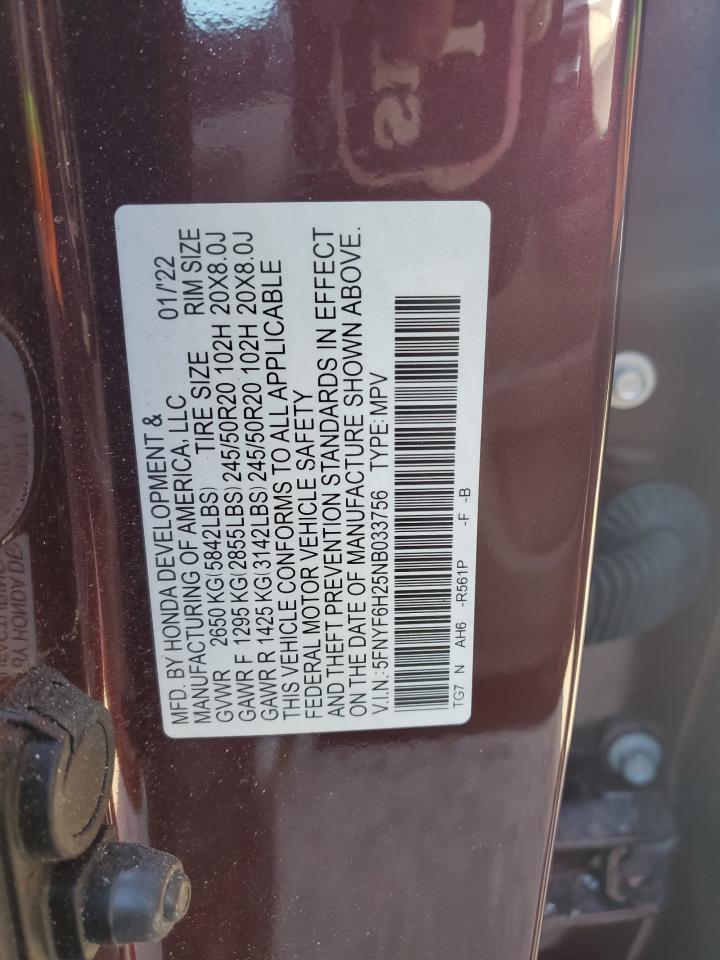 MFD. BY HONDA DEVELOPMENT &
MANUFACTURING OF AMERICA, LLC 01/'22
GVWR 2650 KG(5842LBS) TIRE SIZE RIM SIZE
GAWR F 1295 KG(2855LBS) 245/50R20 102H 20X8.0J
GAWR R 1425 KG(3142LBS) 245/50R20 102H 20X8.0J
THIS VEHICLE CONFORMS TO ALL APPLICABLE
FEDERAL MOTOR VEHICLE SAFETY
AND THEFT PREVENTION STANDARDS IN EFFECT
ON THE DATE OF MANUFACTURE SHOWN ABOVE.
V.I.N.:5FNYF6H25NB033756 TYPE:MPV
TG7 N AH6 -R561P -F -B